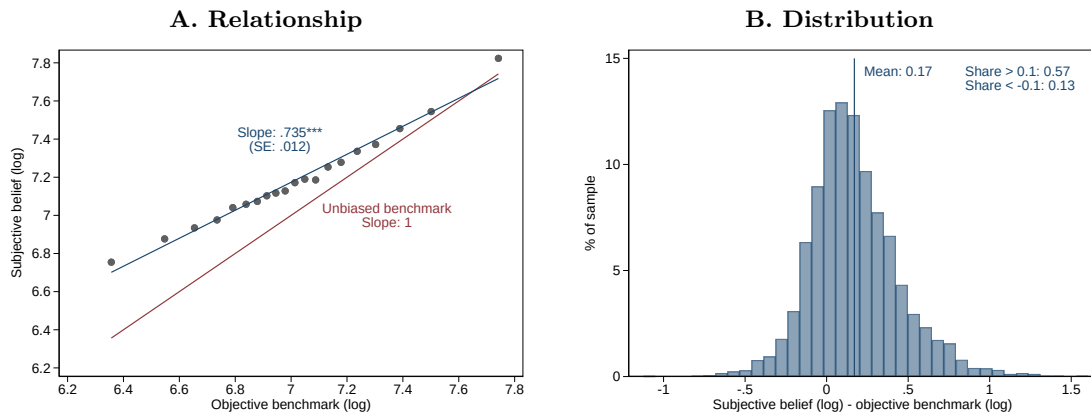 A. Relationship
7.8
7.6
7.4
7.2
7
6.8
6.6
6.4
6.2
Subjective belief (log)
Slope: .735***
(SE: .012)
Unbiased benchmark
Slope: 1
6.2 6.4 6.6 6.8 7 7.2 7.4 7.6 7.8
Objective benchmark (log)
B. Distribution
15
10
5
0
% of sample
Mean: 0.17
Share > 0.1: 0.57
Share < -0.1: 0.13
-1 -.5 0 .5 1 1.5
Subjective belief (log) - objective benchmark (log)